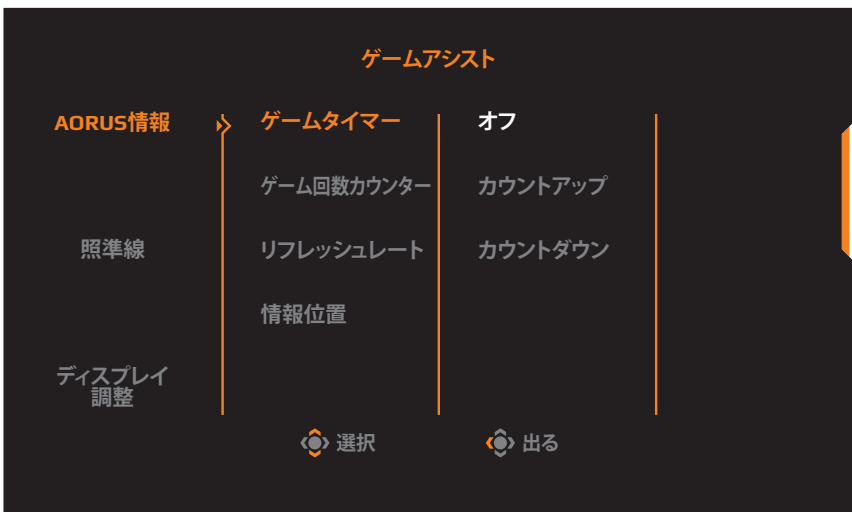 ゲームアシスト
AORUS情報
ゲームタイマー
オフ
ゲーム回数カウンター
カウントアップ
照準線
リフレッシュレート
カウントダウン
情報位置
ディスプレイ
調整
選択
出る